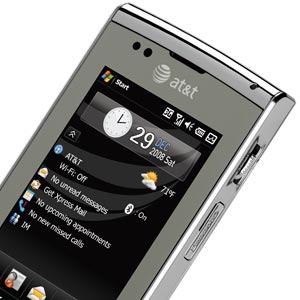 at&t
Start
29 DEC
2008 Sat
AT&T
71°F
Wi-Fi: Off
No unread messages
: On
Get Xpress Mail
No upcoming appointments
No new missed calls
IM